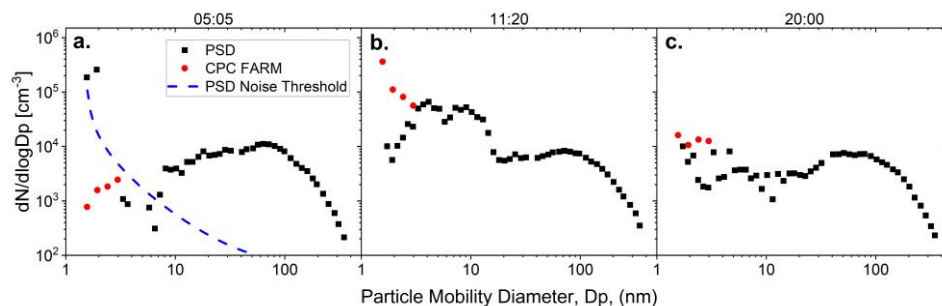 05:05 11:20 20:00
a. b. c.
PSD
CPC FARM
PSD Noise Threshold
dN/dlogDp [cm⁻³]
10⁶
10⁵
10⁴
10³
10²
1 10 100 1 10 100 1 10 100
Particle Mobility Diameter, Dp, (nm)